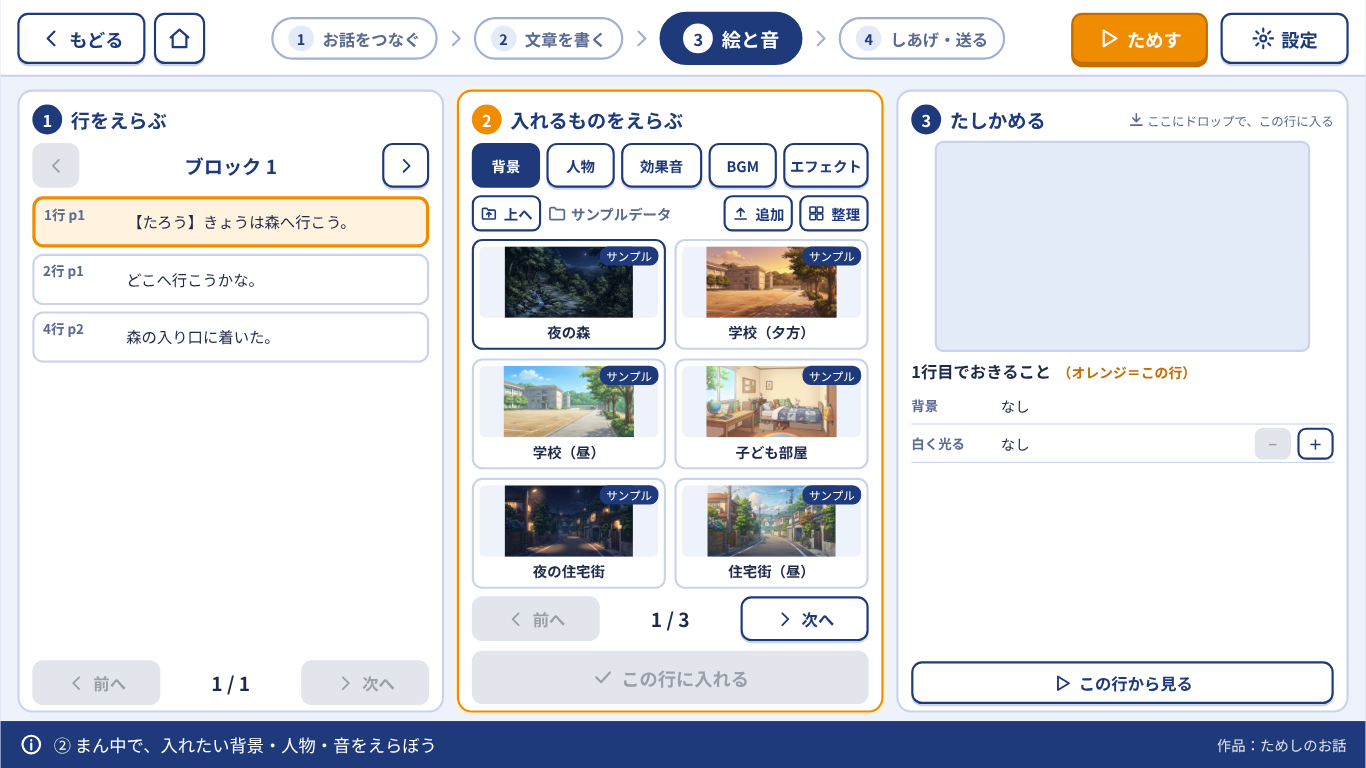 もどる
1 お話をつなぐ
2 文章を書く
3 絵と音
4 しあげ・送る
ためす
設定
1 行をえらぶ
ブロック 1
1行 p1 【たろう】きょうは森へ行こう。
2行 p1 どこへ行こうかな。
4行 p2 森の入り口に着いた。
前へ
1 / 1
次へ
2 入れるものをえらぶ
背景
人物
効果音
BGM
エフェクト
上へ
サンプルデータ
追加
整理
サンプル
夜の森
サンプル
学校（夕方）
サンプル
学校（昼）
サンプル
子ども部屋
サンプル
夜の住宅街
サンプル
住宅街（昼）
前へ
1 / 3
次へ
この行に入れる
3 たしかめる
ここにドロップで、この行に入る
1行目でおきること （オレンジ＝この行）
背景 なし
白く光る なし
− +
この行から見る
② まん中で、入れたい背景・人物・音をえらぼう
作品：ためしのお話